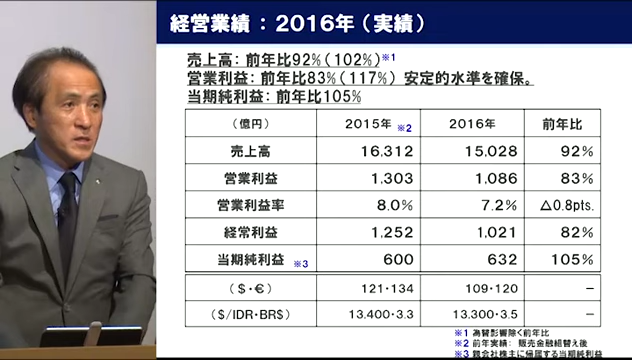 経営業績：2016年（実績）
売上高：前年比92%（102%）※1
営業利益：前年比83%（117%） 安定的水準を確保。
当期純利益：前年比105%
（億円） 2015年 ※2 2016年 前年比
売上高 16,312 15,028 92%
営業利益 1,303 1,086 83%
営業利益率 8.0% 7.2% △0.8pts.
経常利益 1,252 1,021 82%
当期純利益 ※3 600 632 105%
（$・€） 121・134 109・120 －
（$/IDR・BR$） 13,400・3.3 13,300・3.5 －
※1 為替影響除く前年比
※2 前年実績： 販売金融組替え後
※3 親会社株主に帰属する当期純利益